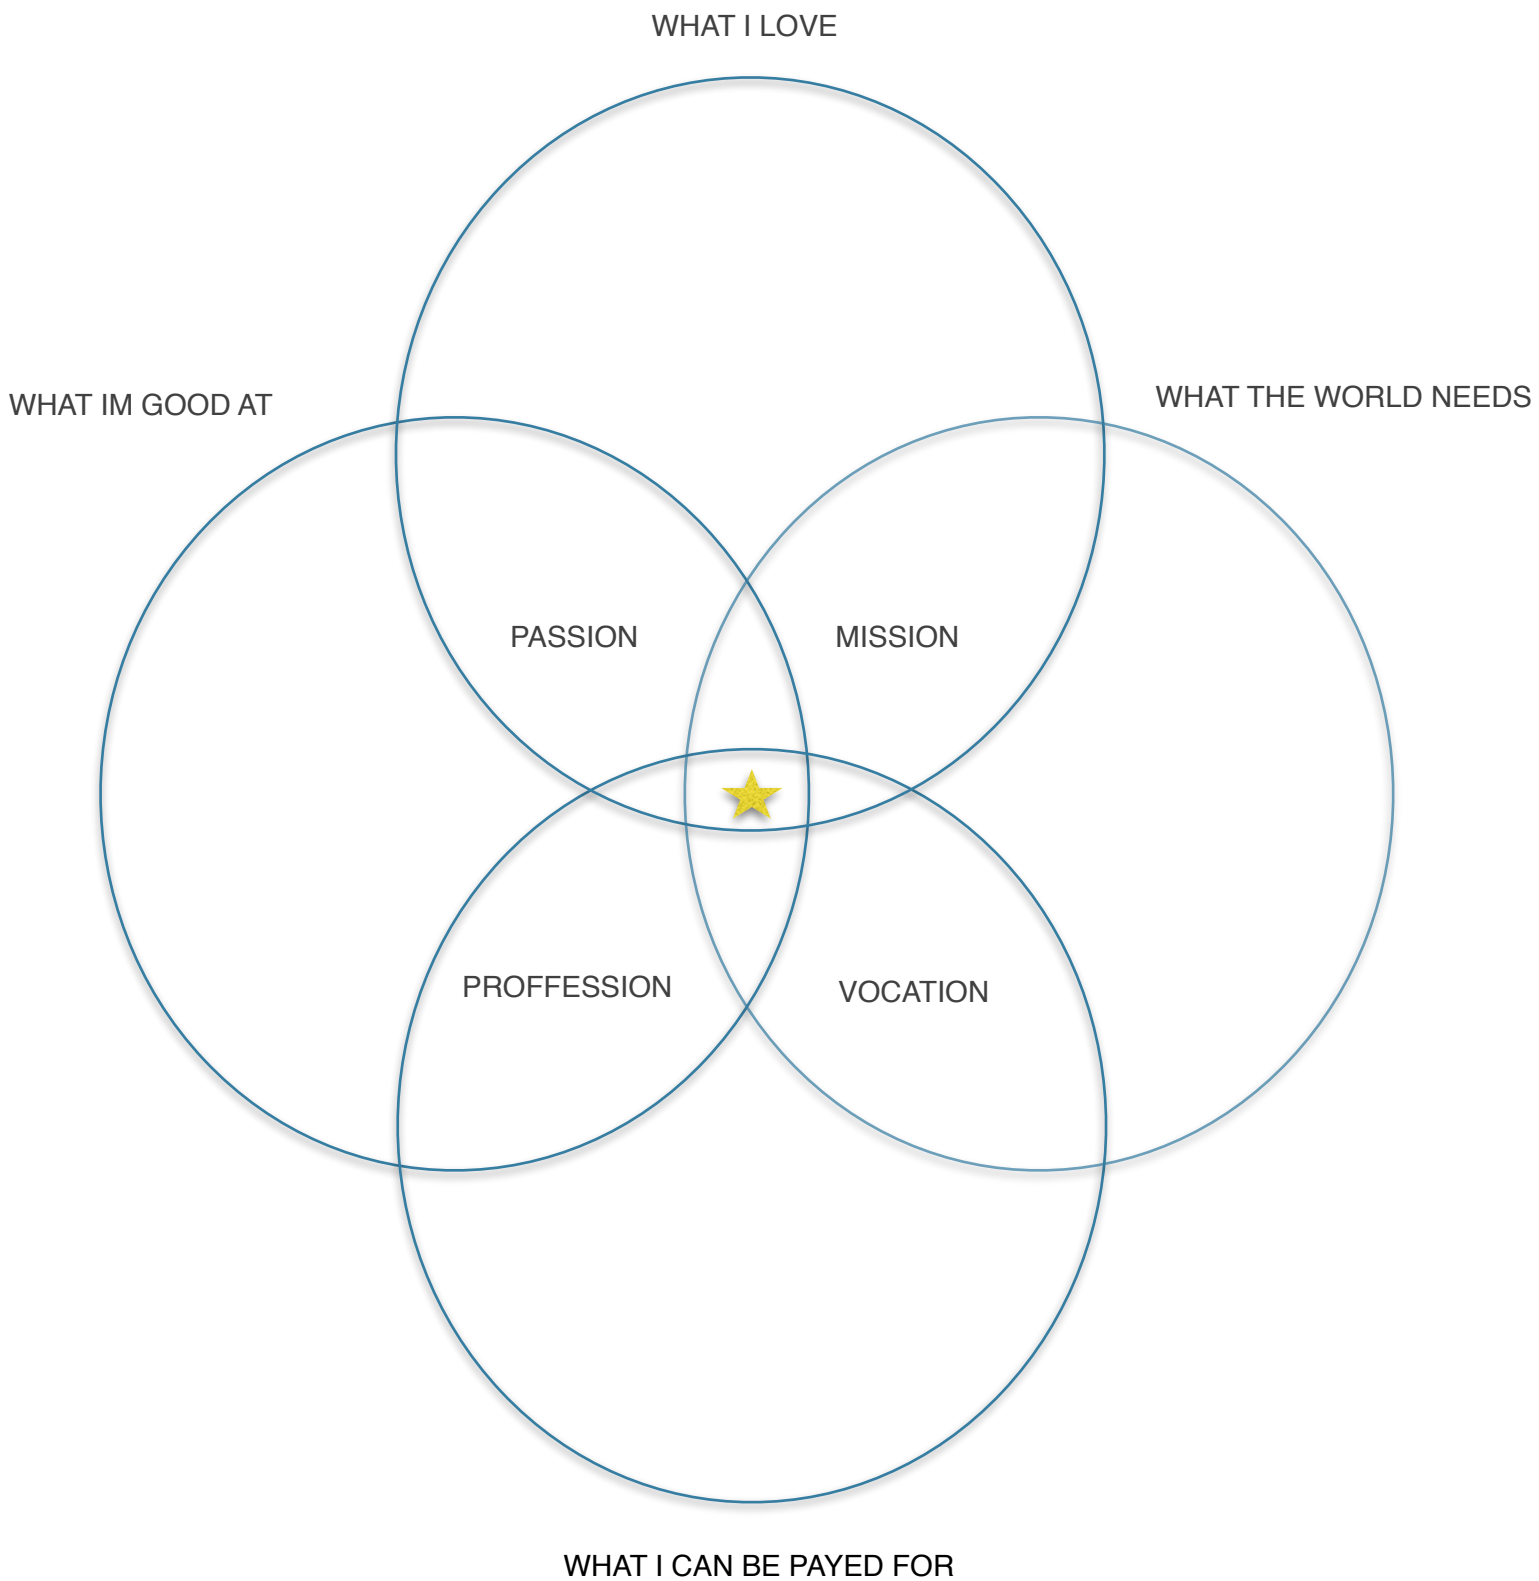 WHAT I LOVE
WHAT IM GOOD AT
WHAT THE WORLD NEEDS
PASSION
MISSION
PROFFESSION
VOCATION
WHAT I CAN BE PAYED FOR